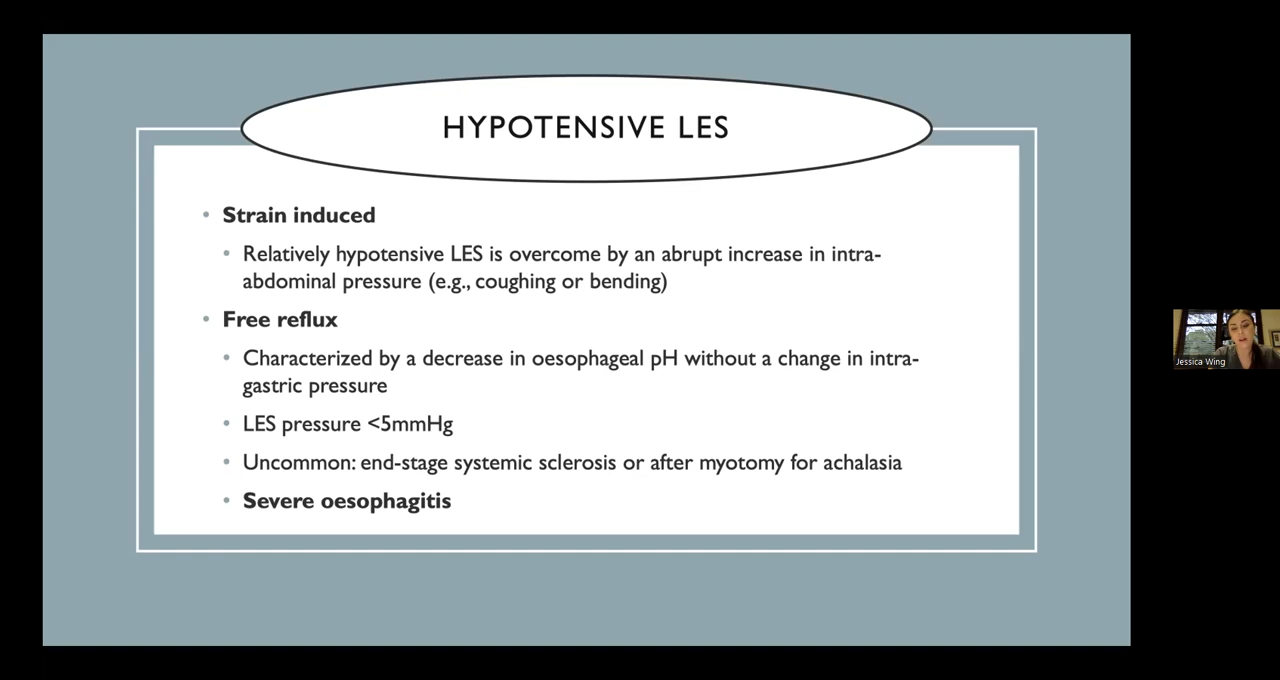 HYPOTENSIVE LES
• Strain induced
• Relatively hypotensive LES is overcome by an abrupt increase in intra-
abdominal pressure (e.g., coughing or bending)
• Free reflux
• Characterized by a decrease in oesophageal pH without a change in intra-
gastric pressure
• LES pressure <5mmHg
• Uncommon: end-stage systemic sclerosis or after myotomy for achalasia
• Severe oesophagitis
Jessica Wing